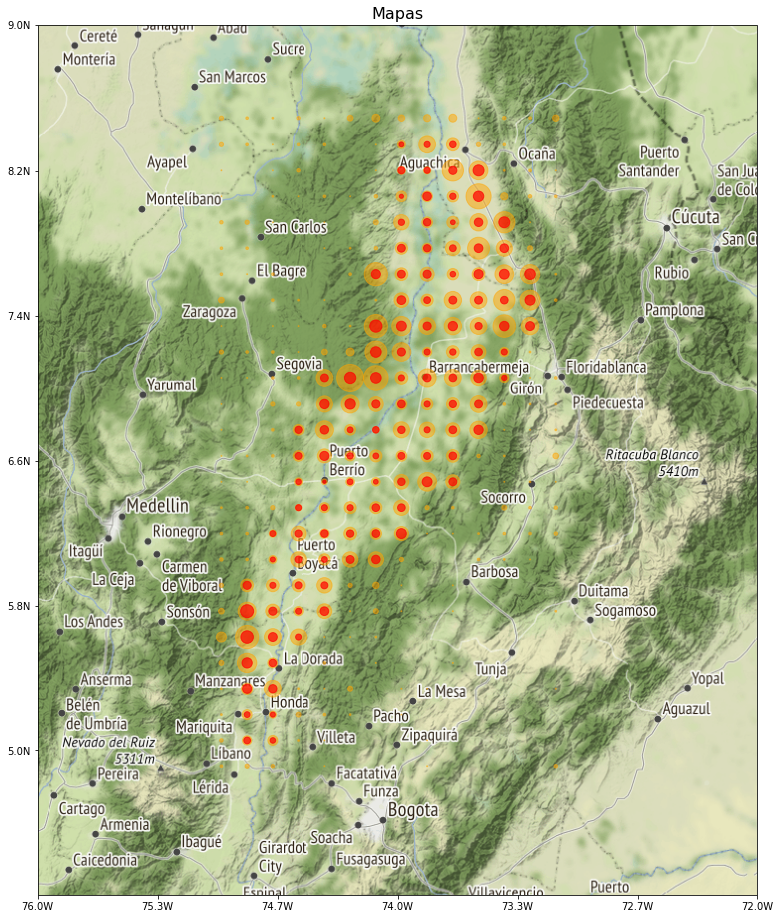 Mapas
9.0N
Cereté
Sahagún
Abad
Sucre
Monteria
San Marcos
Ayapel
Aguachica
Ocaña
Puerto
Santander
8.2N
San Jua
de Colo
Montelíbano
San Carlos
Cúcuta
San C
El Bagre
Rubio
Zaragoza
Pamplona
7.4N
Segovia
Barrancabermeja
Floridablanca
Girón
Yarumal
Piedecuesta
Puerto
Berrío
Ritacuba Blanco
5410m
6.6N
Socorro
Medellin
Rionegro
Itagüí
Puerto
Boyacá
La Ceja
Carmen
de Viboral
Barbosa
Duitama
5.8N
Sogamoso
Los Andes
Sonsón
Tunja
La Dorada
Anserma
Manzanares
Yopal
La Mesa
Belén
de Umbría
Honda
Aguazul
Mariquita
Pacho
Nevado del Ruiz
5311m
Villeta
Zipaquirá
5.0N
Líbano
Pereira
Lérida
Facatativá
Funza
Cartago
Bogota
Armenia
Soacha
Ibagué
Girardot
City
Fusagasuga
Caicedonia
Espinal
Villavicencio
Puerto
76.0W
75.3W
74.7W
74.0W
73.3W
72.7W
72.0W